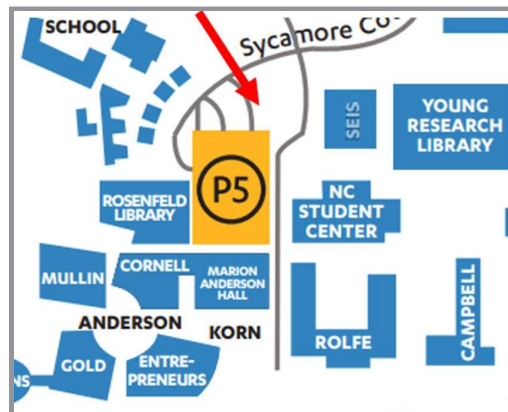 SCHOOL
Sycamore Co
SEIS
YOUNG
RESEARCH
LIBRARY
P5
ROSENFELD
LIBRARY
NC
STUDENT
CENTER
MULLIN
CORNELL
MARION
ANDERSON
HALL
CAMPBELL
ANDERSON
KORN
ROLFE
GOLD
ENTRE-
PRENEURS
NS